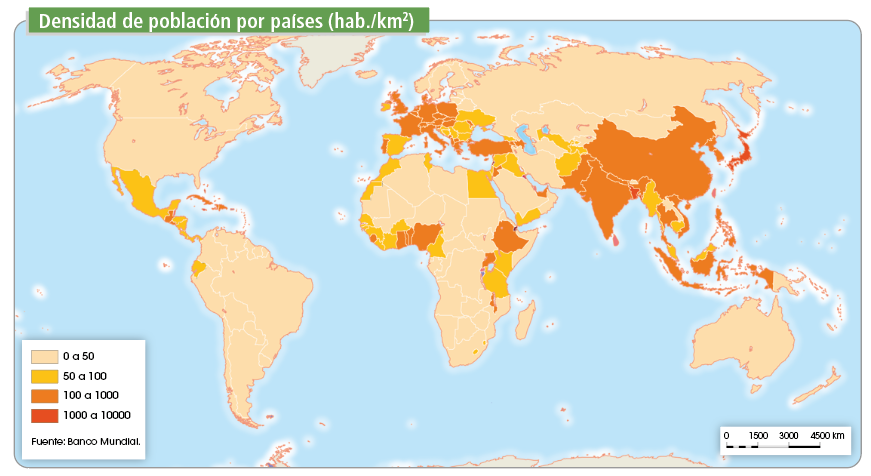 Densidad de población por países (hab./km²)
0 a 50
50 a 100
100 a 1000
1000 a 10000
Fuente: Banco Mundial.
0 1500 3000 4500 km